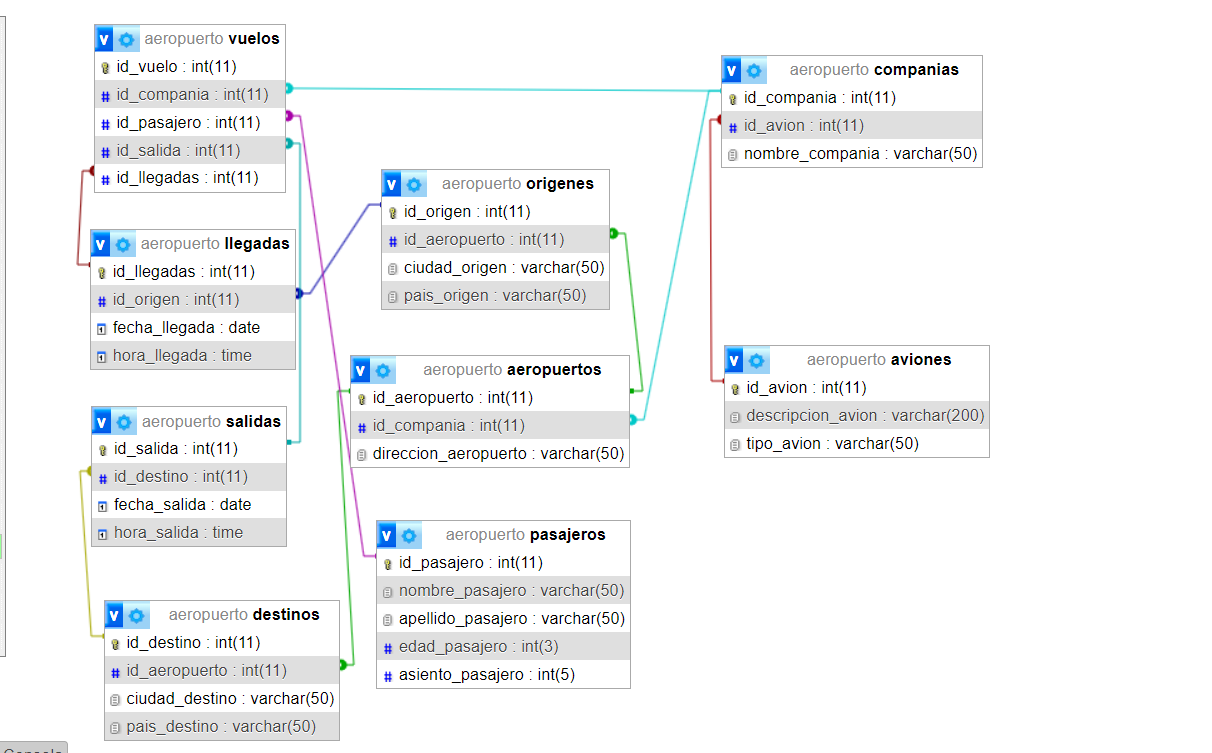 aeropuerto vuelos
id_vuelo : int(11)
id_compania : int(11)
id_pasajero : int(11)
id_salida : int(11)
id_llegadas : int(11)
aeropuerto llegadas
id_llegadas : int(11)
id_origen : int(11)
fecha_llegada : date
hora_llegada : time
aeropuerto salidas
id_salida : int(11)
id_destino : int(11)
fecha_salida : date
hora_salida : time
aeropuerto destinos
id_destino : int(11)
id_aeropuerto : int(11)
ciudad_destino : varchar(50)
pais_destino : varchar(50)
aeropuerto origenes
id_origen : int(11)
id_aeropuerto : int(11)
ciudad_origen : varchar(50)
pais_origen : varchar(50)
aeropuerto aeropuertos
id_aeropuerto : int(11)
id_compania : int(11)
direccion_aeropuerto : varchar(50)
aeropuerto pasajeros
id_pasajero : int(11)
nombre_pasajero : varchar(50)
apellido_pasajero : varchar(50)
edad_pasajero : int(3)
asiento_pasajero : int(5)
aeropuerto companias
id_compania : int(11)
id_avion : int(11)
nombre_compania : varchar(50)
aeropuerto aviones
id_avion : int(11)
descripcion_avion : varchar(200)
tipo_avion : varchar(50)